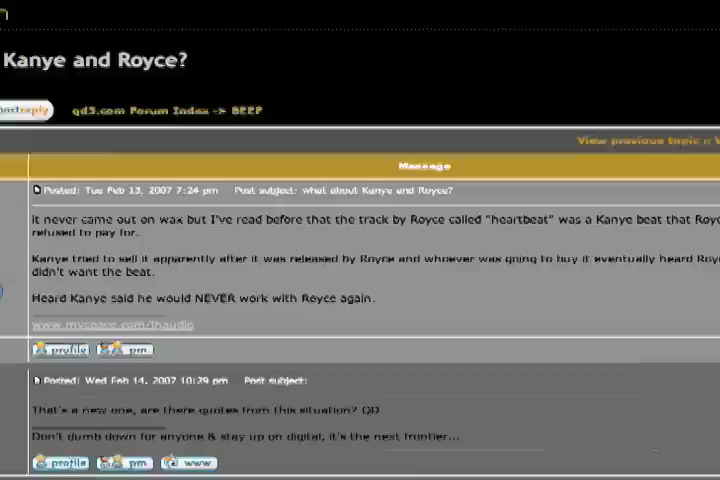 Kanye and Royce?
postreply qd3.com Forum Index -> BEEF
View previous topic ::
Message
Posted: Tue Feb 13, 2007 7:24 pm Post subject: what about Kanye and Royce?
it never came out on wax but I've read before that the track by Royce called "heartbeat" was a Kanye beat that
refused to pay for.
Kanye tried to sell it apparently after it was released by Royce and whoever was going to buy it eventually heard
didn't want the beat.
Heard Kanye said he would NEVER work with Royce again.
www.myspace.com/lhaudio
profile pm
Posted: Wed Feb 14, 2007 10:29 pm Post subject:
That's a new one, are there quotes from this situation? QD
Don't dumb down for anyone & stay up on digital, it's the next frontier...
profile pm www